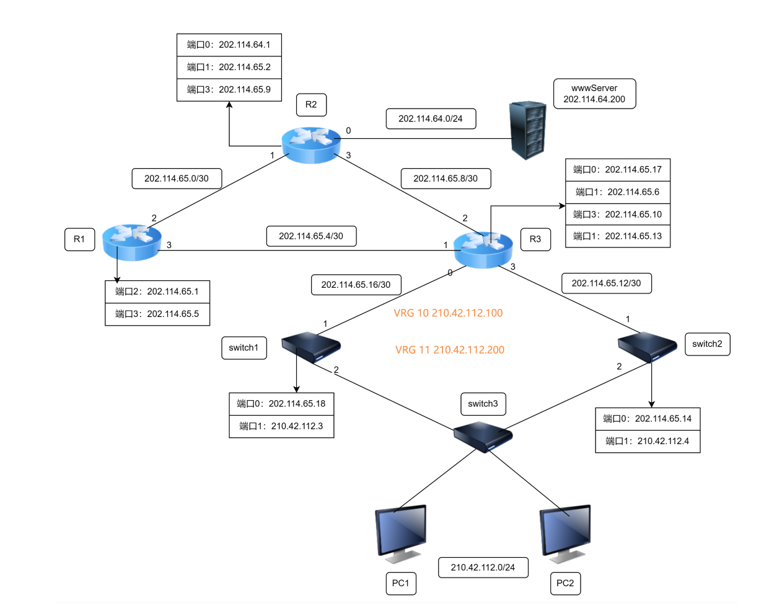 端口0：202.114.64.1
端口1：202.114.65.2
端口3：202.114.65.9
R2
wwwServer
202.114.64.200
0
202.114.64.0/24
1
3
202.114.65.0/30
202.114.65.8/30
端口0：202.114.65.17
端口1：202.114.65.6
端口3：202.114.65.10
端口1：202.114.65.13
2
2
R1
202.114.65.4/30
R3
3
1
0
3
端口2：202.114.65.1
端口3：202.114.65.5
202.114.65.16/30
202.114.65.12/30
VRG 10 210.42.112.100
1
1
switch1
VRG 11 210.42.112.200
switch2
2
2
端口0：202.114.65.18
端口1：210.42.112.3
switch3
端口0：202.114.65.14
端口1：210.42.112.4
210.42.112.0/24
PC1
PC2